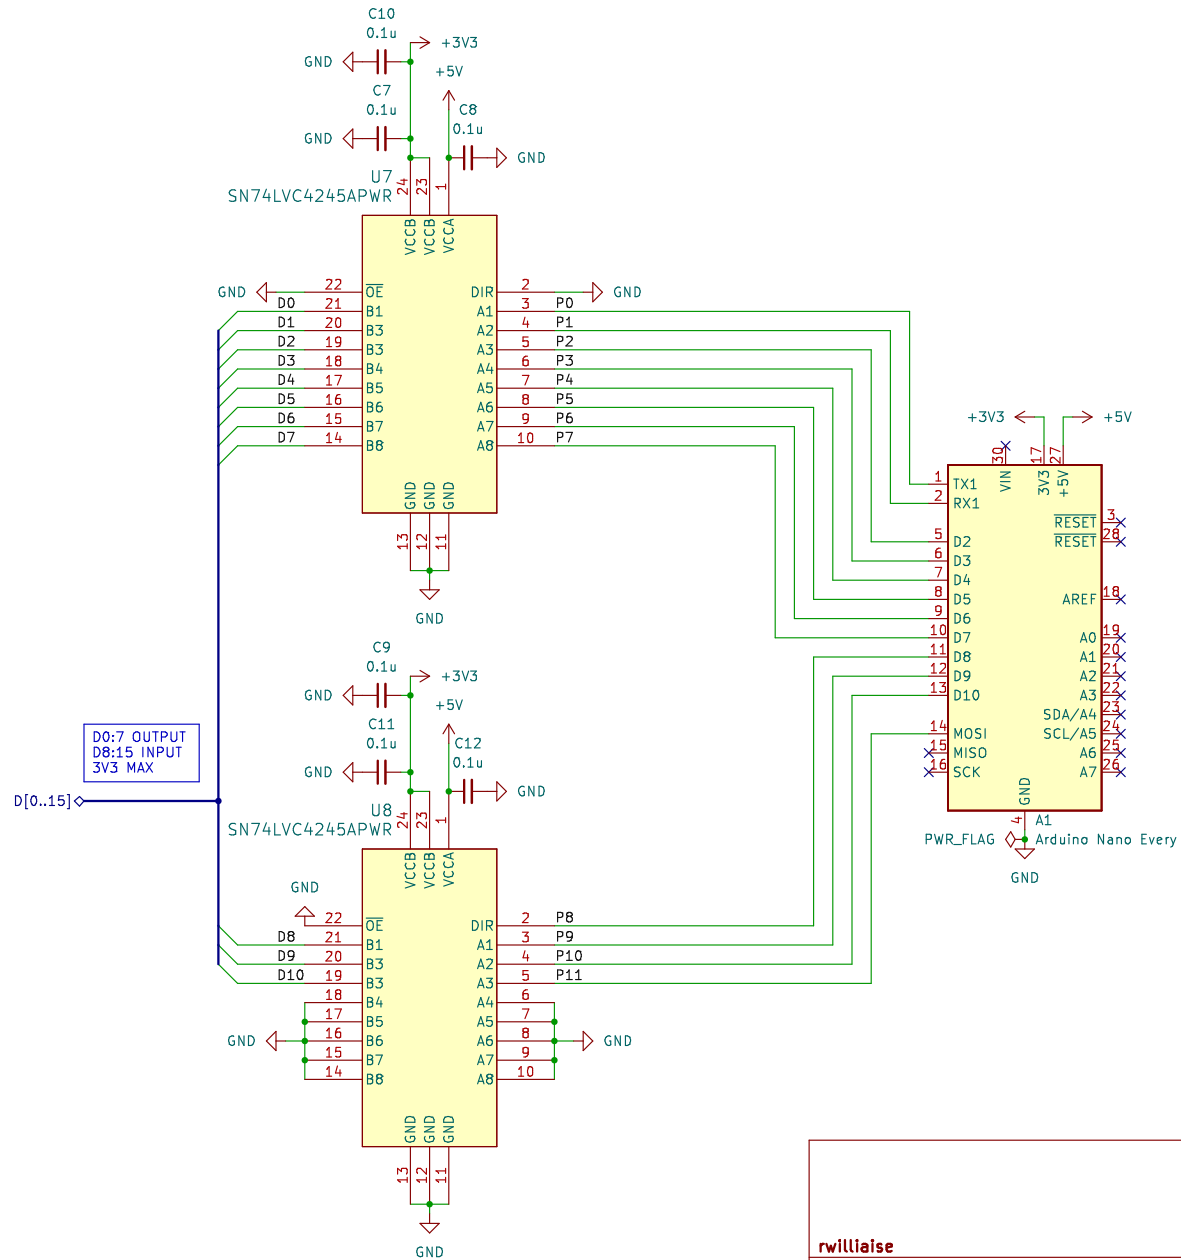 C10
0.1u
+3V3
GND
+5V
C7
0.1u
C8
0.1u
GND
GND
U7
SN74LVC4245APWR
24
23
1
VCCB
VCCB
VCCA
GND
22
OE
DIR
2
GND
D0
21
B1
A1
3
P0
D1
20
B3
A2
4
P1
D2
19
B3
A3
5
P2
D3
18
B4
A4
6
P3
D4
17
B5
A5
7
P4
D5
16
B6
A6
8
P5
D6
15
B7
A7
9
P6
D7
14
B8
A8
10
P7
GND
GND
GND
13
12
11
GND
+3V3
+5V
30
17
27
VIN
3V3
+5V
1
TX1
2
RX1
RESET
3
5
D2
RESET
28
6
D3
7
D4
8
D5
AREF
18
9
D6
10
D7
A0
19
11
D8
A1
20
12
D9
A2
21
13
D10
A3
22
SDA/A4
23
14
MOSI
SCL/A5
24
15
MISO
A6
25
16
SCK
A7
26
GND
4
A1
PWR_FLAG
Arduino Nano Every
GND
C9
0.1u
+3V3
GND
+5V
C11
0.1u
C12
0.1u
GND
GND
D0:7 OUTPUT
D8:15 INPUT
3V3 MAX
D[0..15]
U8
SN74LVC4245APWR
24
23
1
VCCB
VCCB
VCCA
GND
22
OE
DIR
2
P8
D8
21
B1
A1
3
P9
D9
20
B3
A2
4
P10
D10
19
B3
A3
5
P11
18
B4
A4
6
17
B5
A5
7
GND
16
B6
A6
8
GND
15
B7
A7
9
14
B8
A8
10
GND
GND
GND
13
12
11
GND
rwilliaise